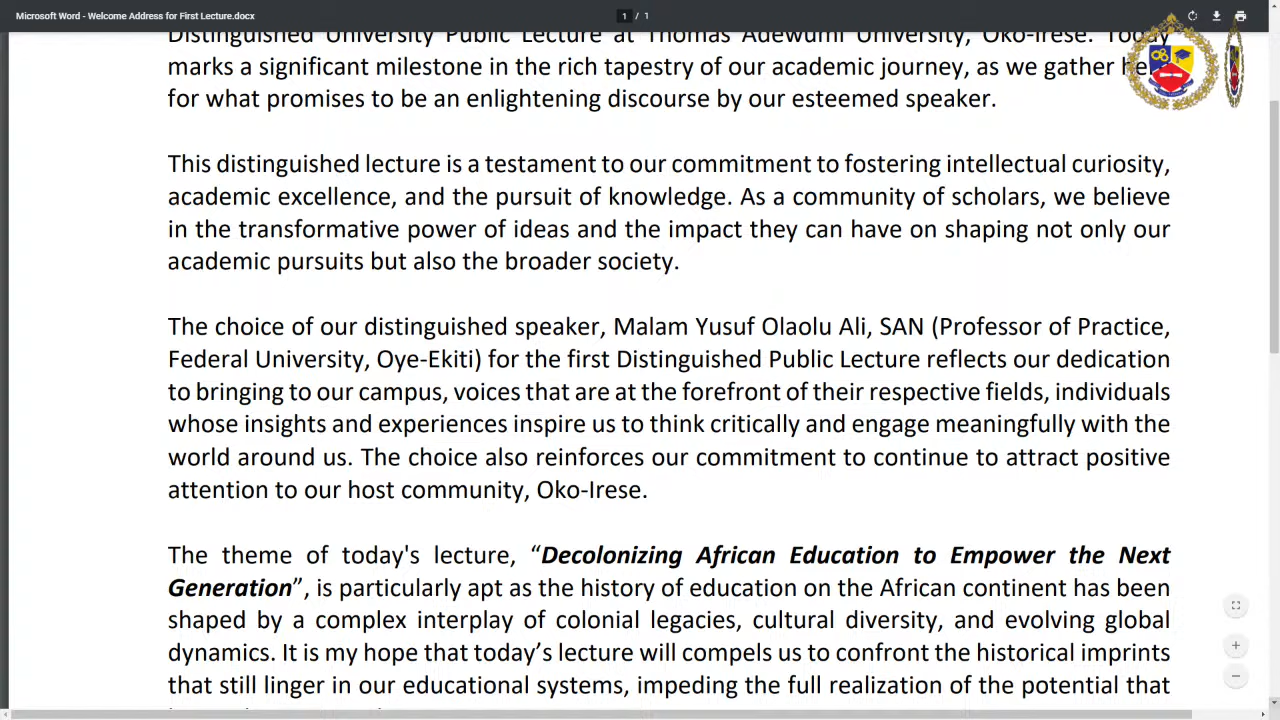 Microsoft Word - Welcome Address for First Lecture.docx
1 / 1
Distinguished University Public Lecture at Thomas Adewumi University, Oko-Irese. Today
marks a significant milestone in the rich tapestry of our academic journey, as we gather here
for what promises to be an enlightening discourse by our esteemed speaker.
This distinguished lecture is a testament to our commitment to fostering intellectual curiosity,
academic excellence, and the pursuit of knowledge. As a community of scholars, we believe
in the transformative power of ideas and the impact they can have on shaping not only our
academic pursuits but also the broader society.
The choice of our distinguished speaker, Malam Yusuf Olaolu Ali, SAN (Professor of Practice,
Federal University, Oye-Ekiti) for the first Distinguished Public Lecture reflects our dedication
to bringing to our campus, voices that are at the forefront of their respective fields, individuals
whose insights and experiences inspire us to think critically and engage meaningfully with the
world around us. The choice also reinforces our commitment to continue to attract positive
attention to our host community, Oko-Irese.
The theme of today's lecture, “Decolonizing African Education to Empower the Next
Generation”, is particularly apt as the history of education on the African continent has been
shaped by a complex interplay of colonial legacies, cultural diversity, and evolving global
dynamics. It is my hope that today’s lecture will compels us to confront the historical imprints
that still linger in our educational systems, impeding the full realization of the potential that